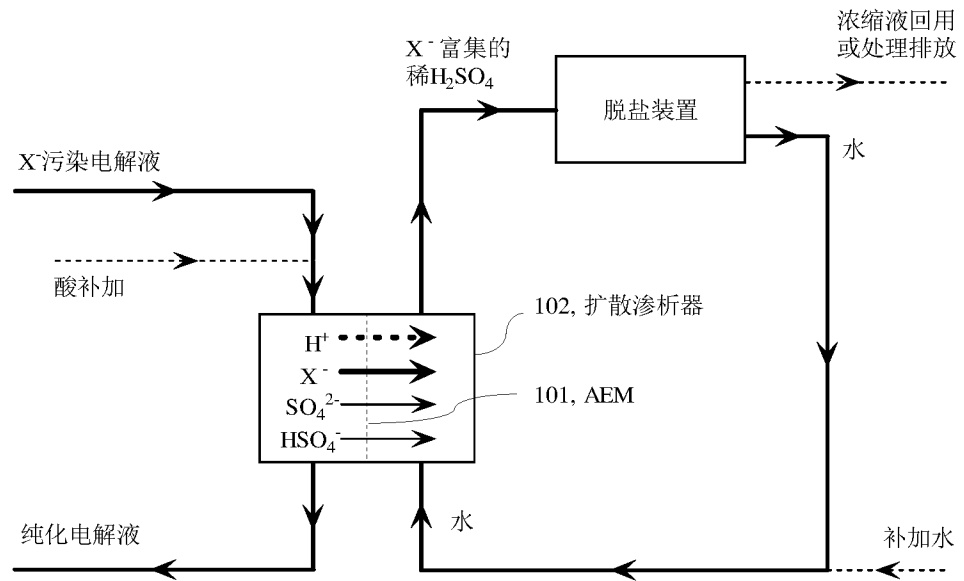 浓缩液回用
或处理排放
X⁻富集的
稀H₂SO₄
脱盐装置
水
X⁻污染电解液
酸补加
102, 扩散渗析器
H⁺
X⁻
SO₄²⁻
HSO₄⁻
101, AEM
水
纯化电解液
补加水